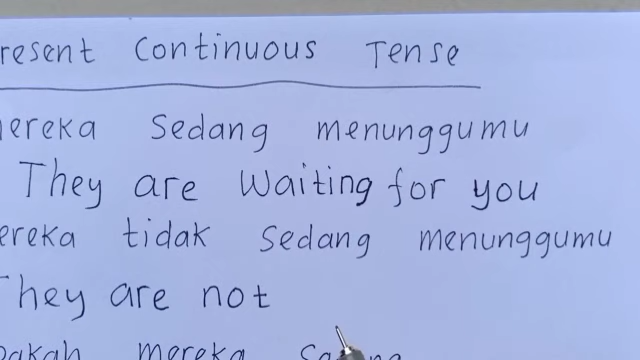 resent Continuous Tense
ereka Sedang menunggumu
They are waiting for you
ereka tidak Sedang menunggumu
They are not
pakah mereka